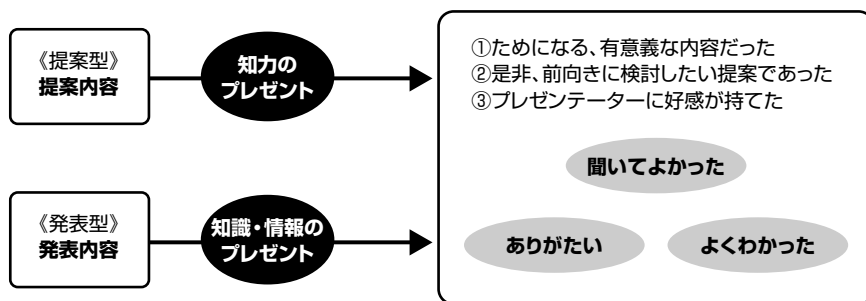 《提案型》
提案内容
知力の
プレゼント
①ためになる、有意義な内容だった
②是非、前向きに検討したい提案であった
③プレゼンテーターに好感が持てた
聞いてよかった
《発表型》
発表内容
知識・情報の
プレゼント
ありがたい
よくわかった